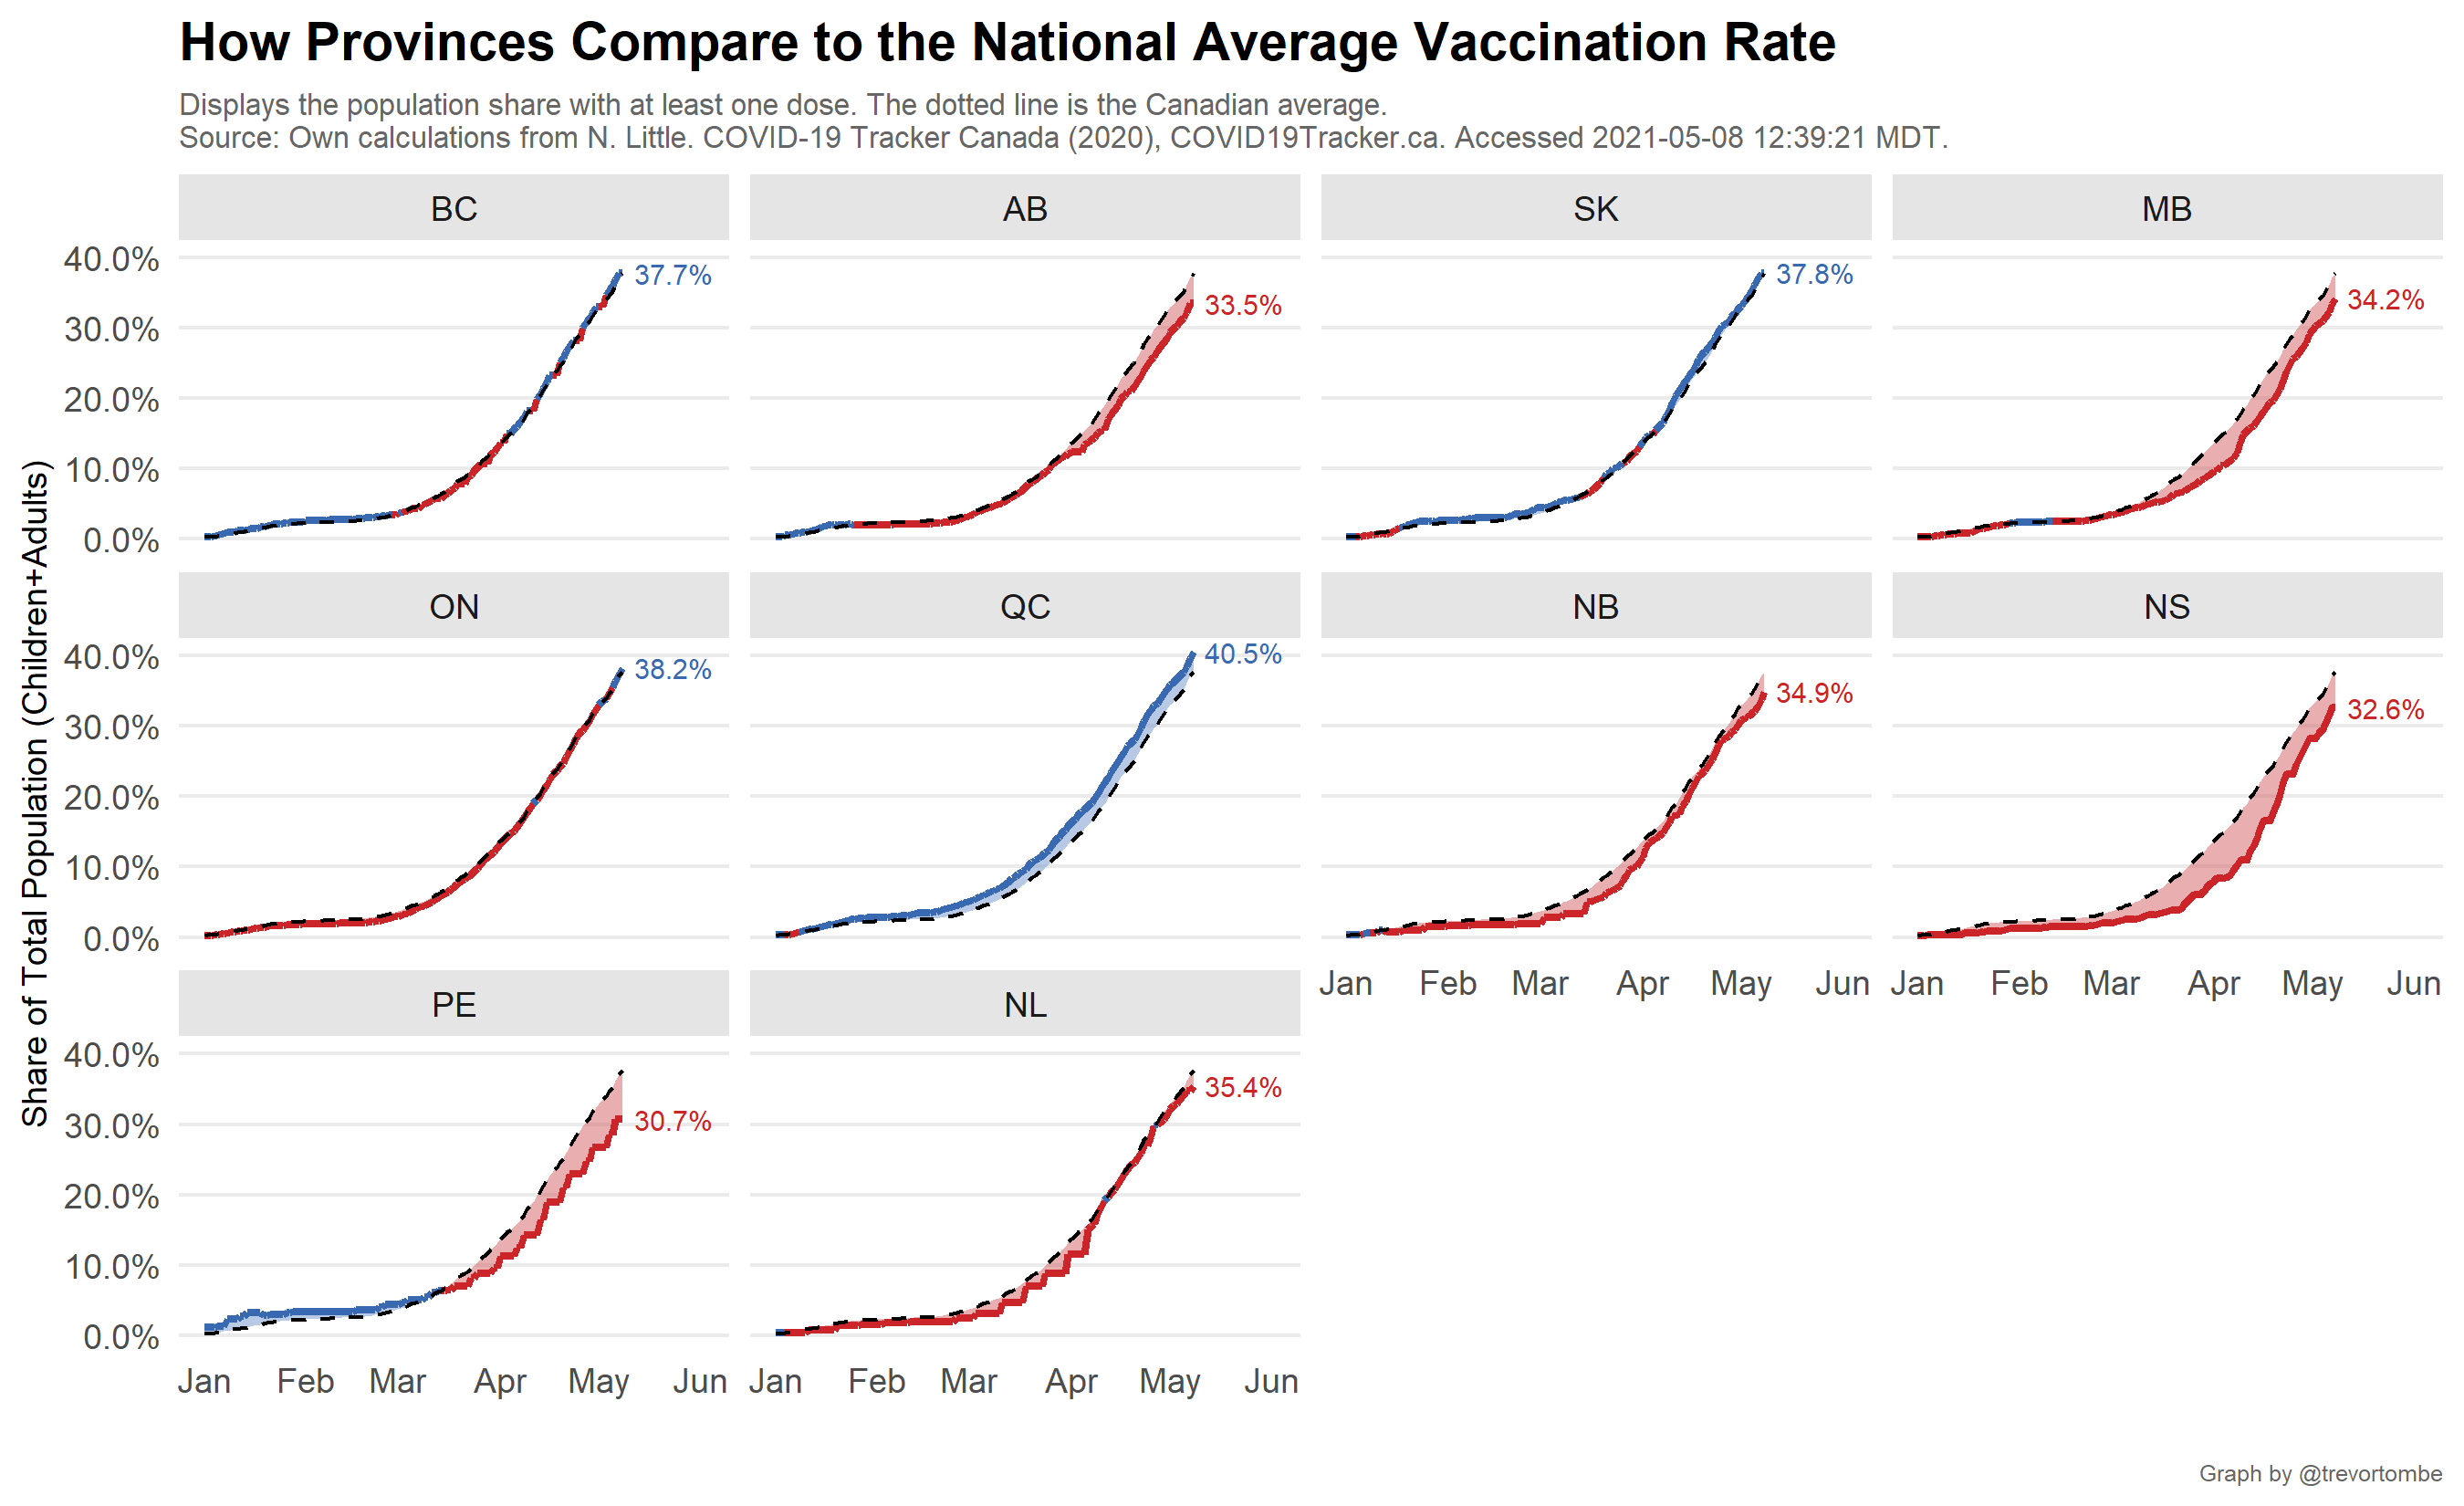 How Provinces Compare to the National Average Vaccination Rate
Displays the population share with at least one dose. The dotted line is the Canadian average.
Source: Own calculations from N. Little. COVID-19 Tracker Canada (2020), COVID19Tracker.ca. Accessed 2021-05-08 12:39:21 MDT.
Share of Total Population (Children+Adults)
BC AB SK MB
40.0%
30.0%
20.0%
10.0%
0.0%
37.7% 33.5% 37.8% 34.2%
ON QC NB NS
40.0%
30.0%
20.0%
10.0%
0.0%
38.2% 40.5% 34.9% 32.6%
Jan Feb Mar Apr May Jun Jan Feb Mar Apr May Jun
PE NL
40.0%
30.0%
20.0%
10.0%
0.0%
30.7% 35.4%
Jan Feb Mar Apr May Jun Jan Feb Mar Apr May Jun
Graph by @trevortombe